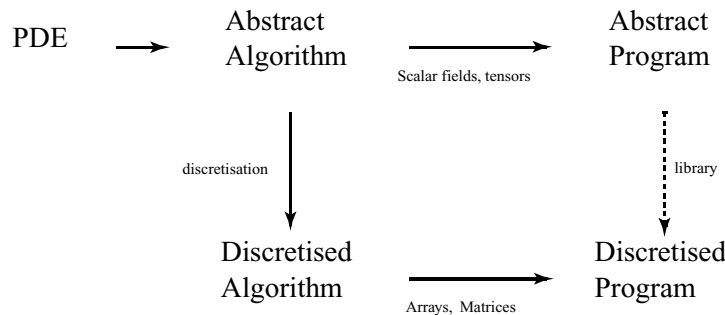 PDE
Abstract
Algorithm
Scalar fields, tensors
Abstract
Program
discretisation
library
Discretised
Algorithm
Arrays, Matrices
Discretised
Program